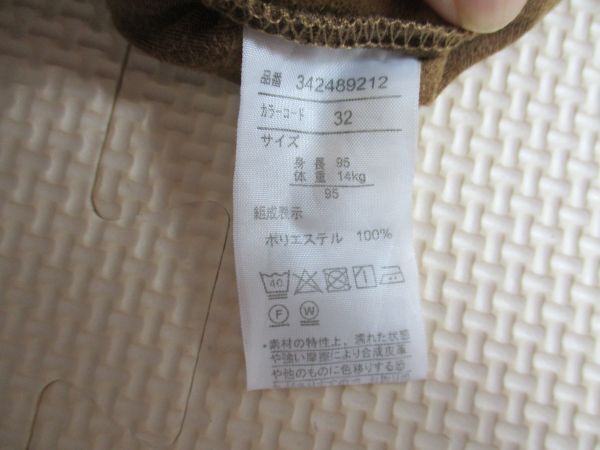 品番 342489212
カラーコード 32
サイズ
身長 95
体重 14kg
95
組成表示
ポリエステル 100%
40
F W
・素材の特性上、濡れた状態
や強い摩擦により合成皮革
や他のものに色移りする